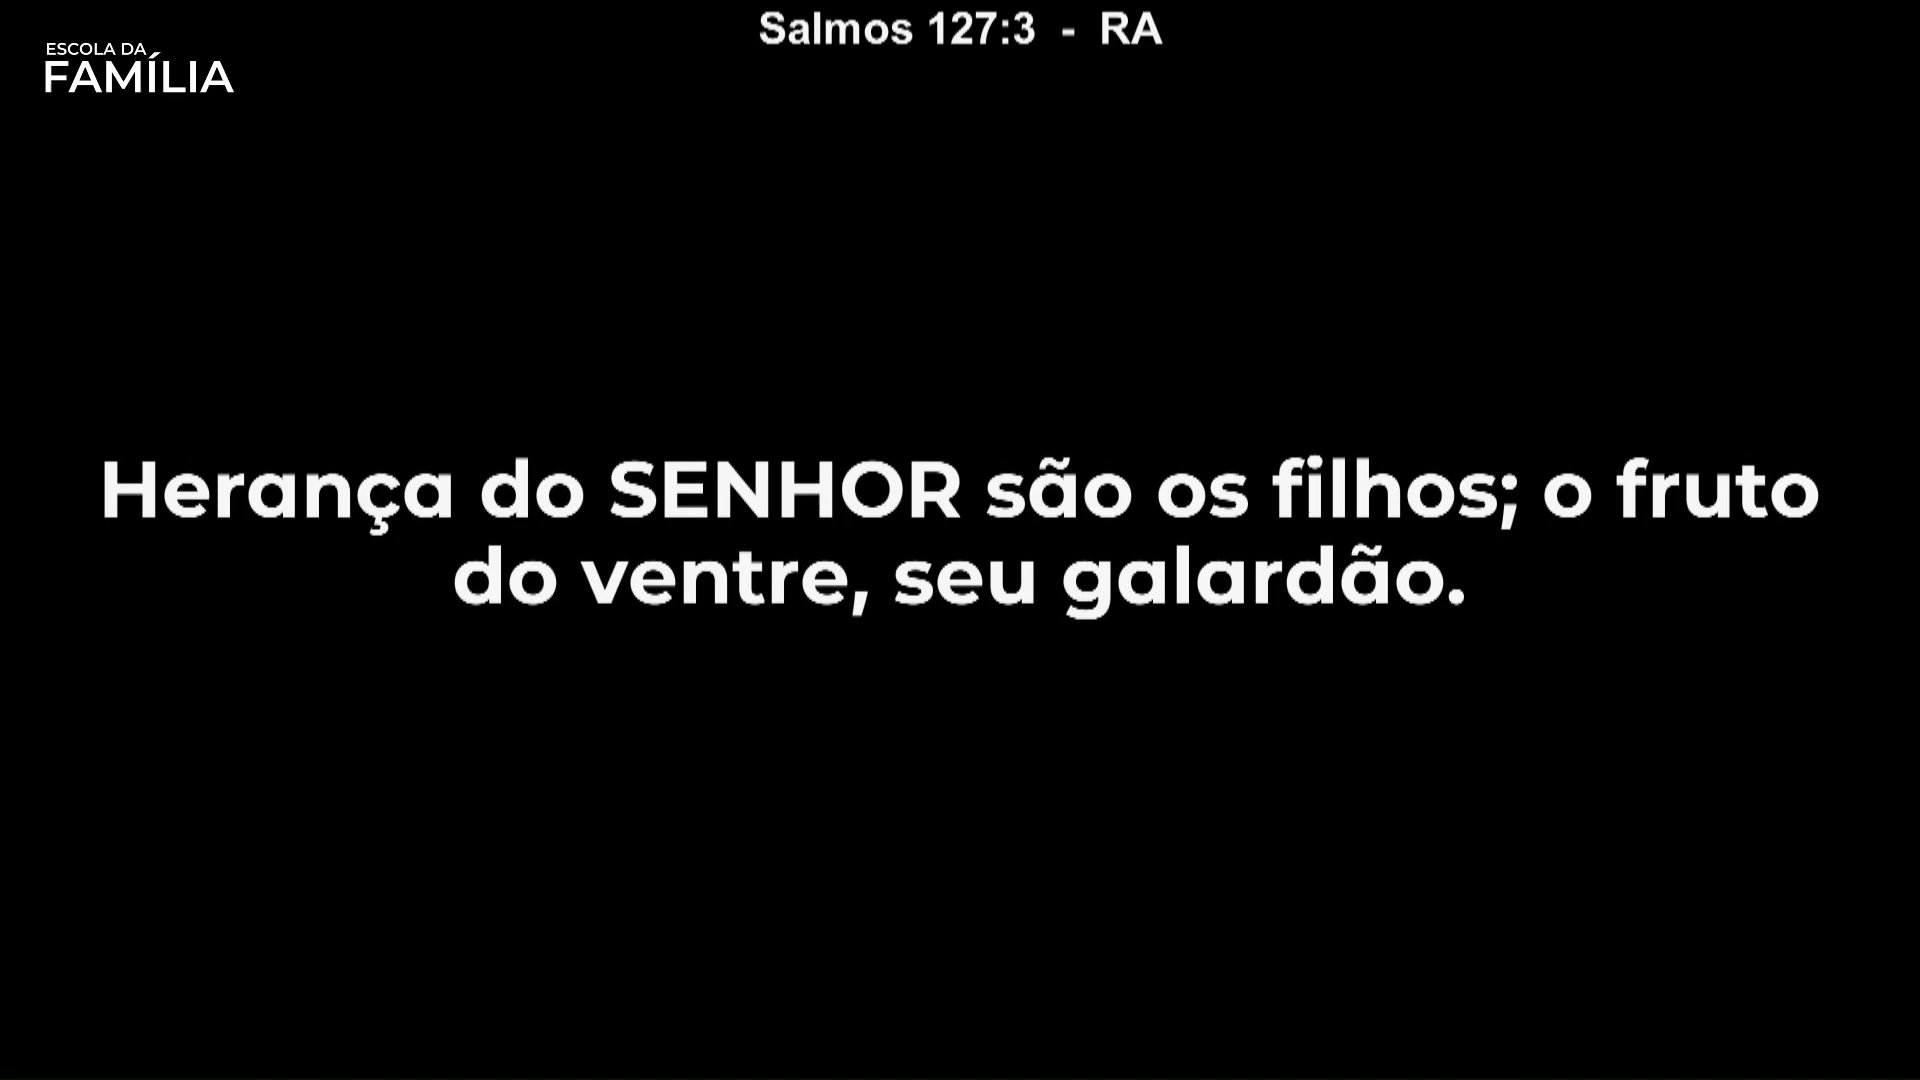 Salmos 127:3 - RA
ESCOLA DA
FAMÍLIA
Herança do SENHOR são os filhos; o fruto
do ventre, seu galardão.